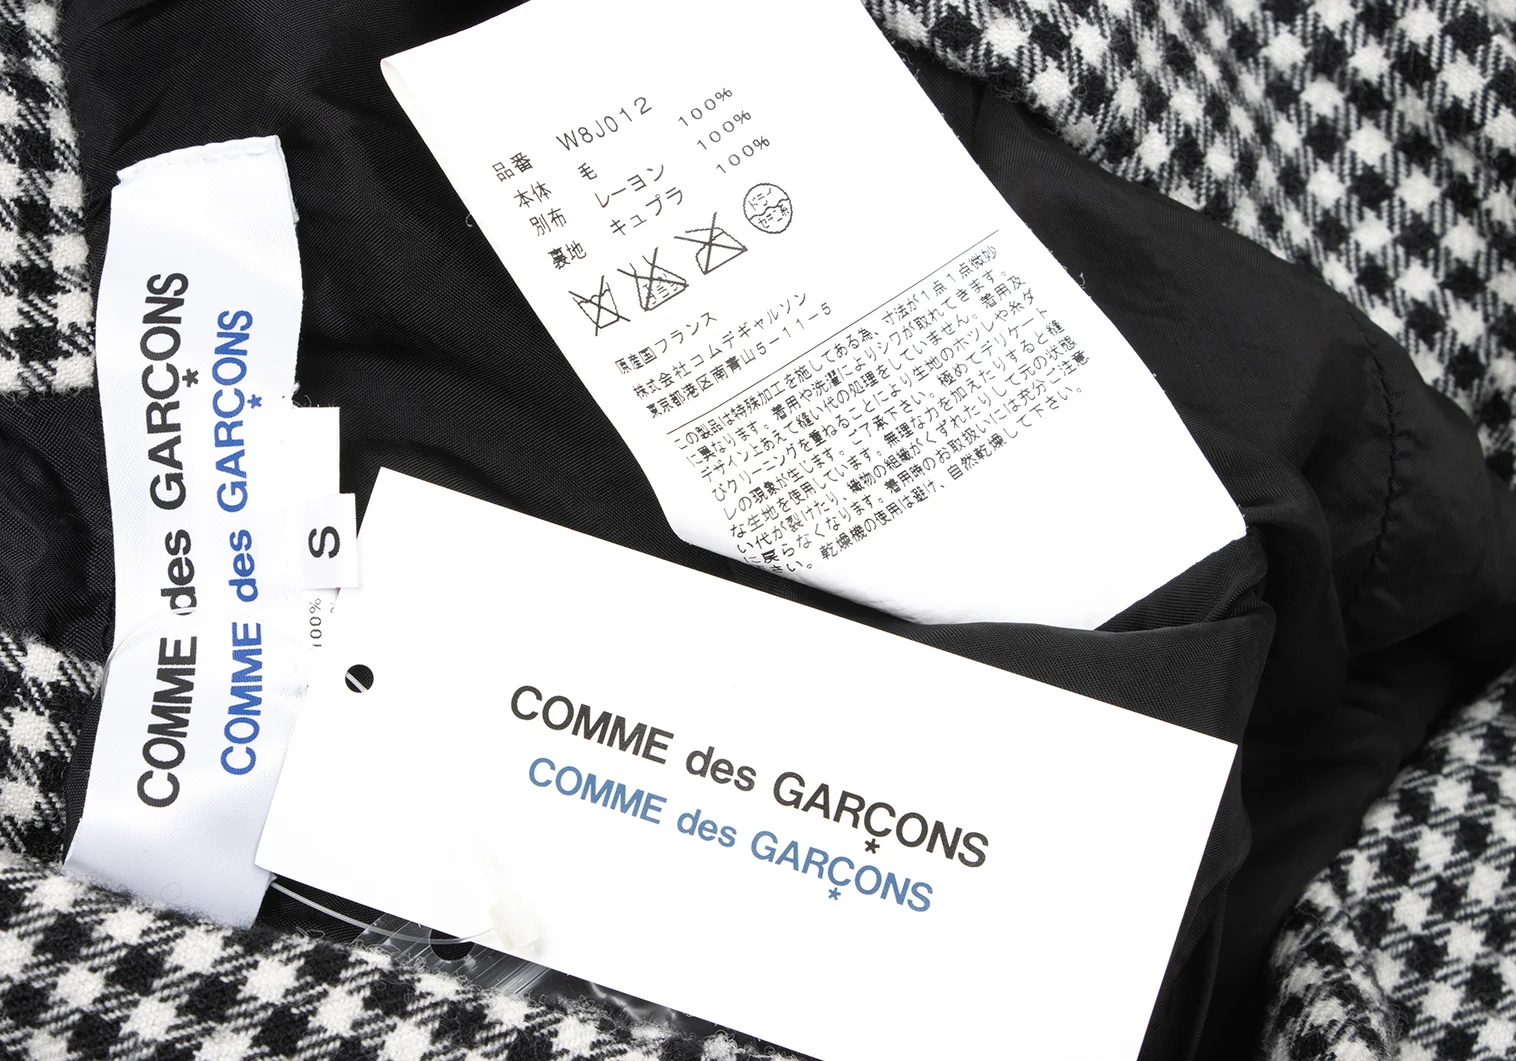 COMME des GARÇONS
COMME des GARÇONS
S
100%
品番 W8J012
本体 毛 100%
別布 レーヨン 100%
裏地 キュプラ 100%
ドライ
セキユ系
原産国フランス
株式会社コムデギャルソン
東京都港区南青山5-11-5
この製品は特殊加工を施してある為、寸法が1点1点微妙
に異なります。着用や洗濯によりシワが取れてきます。
デザイン上あえて縫い代の処理をしていません。着用及
びクリーニングを重ねることにより生地のホツレや糸ダ
レの現象が生じます。ご了承下さい。極めてデリケート
な生地を使用しています。無理な力を加えたりすると縫
い代が裂けたり、織物の組織がくずれたりして元の状態
に戻らなくなります。着用時のお取扱いには充分ご注意
さい。乾燥機の使用は避け、自然乾燥して下さい。
COMME des GARÇONS
COMME des GARÇONS